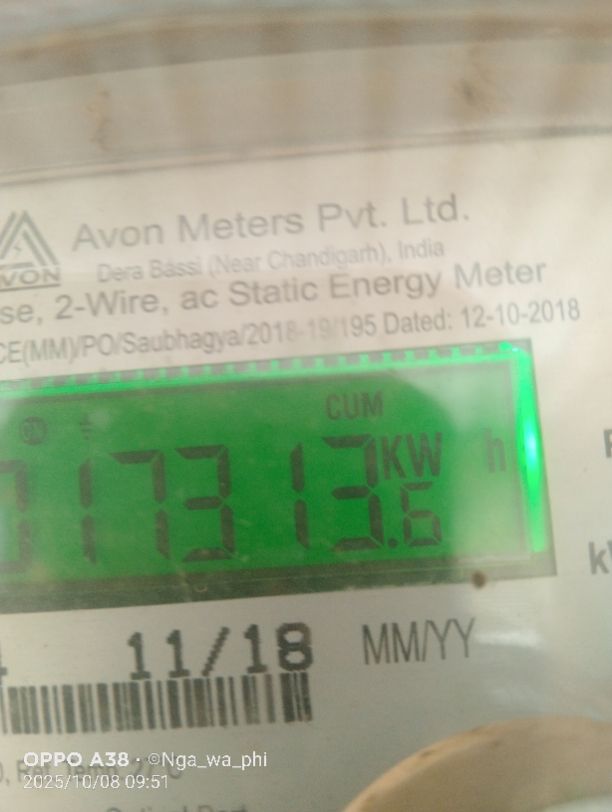 Avon Meters Pvt. Ltd.
AVON
Dera Bassi (Near Chandigarh), India
se, 2-Wire, ac Static Energy Meter
CE(MM)/PO/Saubhagya/2018-19/195 Dated: 12-10-2018
CUM
017313.6 KW h
11/18 MM/YY
OPPO A38 · ©Nga_wa_phi
2025/10/08 09:51